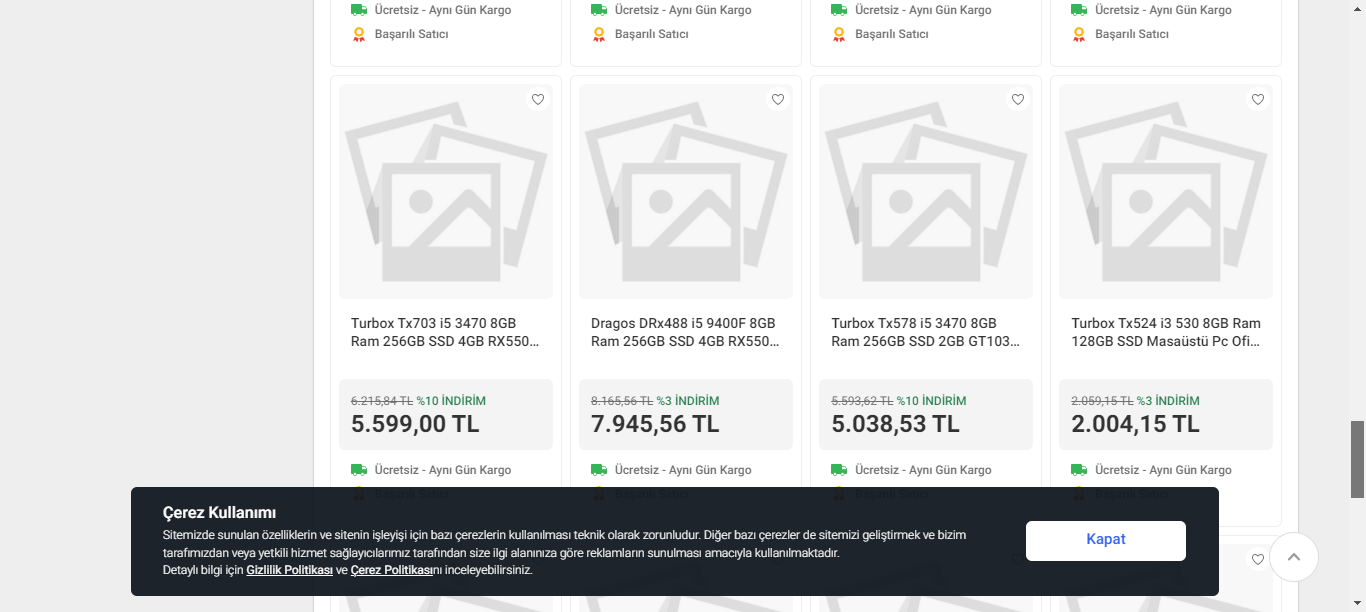 Ücretsiz - Aynı Gün Kargo
Başarılı Satıcı
Ücretsiz - Aynı Gün Kargo
Başarılı Satıcı
Ücretsiz - Aynı Gün Kargo
Başarılı Satıcı
Ücretsiz - Aynı Gün Kargo
Başarılı Satıcı
Turbox Tx703 i5 3470 8GB
Ram 256GB SSD 4GB RX550...
6.215,84 TL %10 İNDİRİM
5.599,00 TL
Ücretsiz - Aynı Gün Kargo
Başarılı Satıcı
Dragos DRx488 i5 9400F 8GB
Ram 256GB SSD 4GB RX550...
8.165,56 TL %3 İNDİRİM
7.945,56 TL
Ücretsiz - Aynı Gün Kargo
Başarılı Satıcı
Turbox Tx578 i5 3470 8GB
Ram 256GB SSD 2GB GT103...
5.593,62 TL %10 İNDİRİM
5.038,53 TL
Ücretsiz - Aynı Gün Kargo
Başarılı Satıcı
Turbox Tx524 i3 530 8GB Ram
128GB SSD Masaüstü Pc Ofi...
2.059,15 TL %3 İNDİRİM
2.004,15 TL
Ücretsiz - Aynı Gün Kargo
Başarılı Satıcı
Çerez Kullanımı
Sitemizde sunulan özelliklerin ve sitenin işleyişi için bazı çerezlerin kullanılması teknik olarak zorunludur. Diğer bazı çerezler de sitemizi geliştirmek ve bizim
tarafımızdan veya yetkili hizmet sağlayıcılarımız tarafından size ilgi alanınıza göre reklamların sunulması amacıyla kullanılmaktadır.
Detaylı bilgi için Gizlilik Politikası ve Çerez Politikasını inceleyebilirsiniz.
Kapat